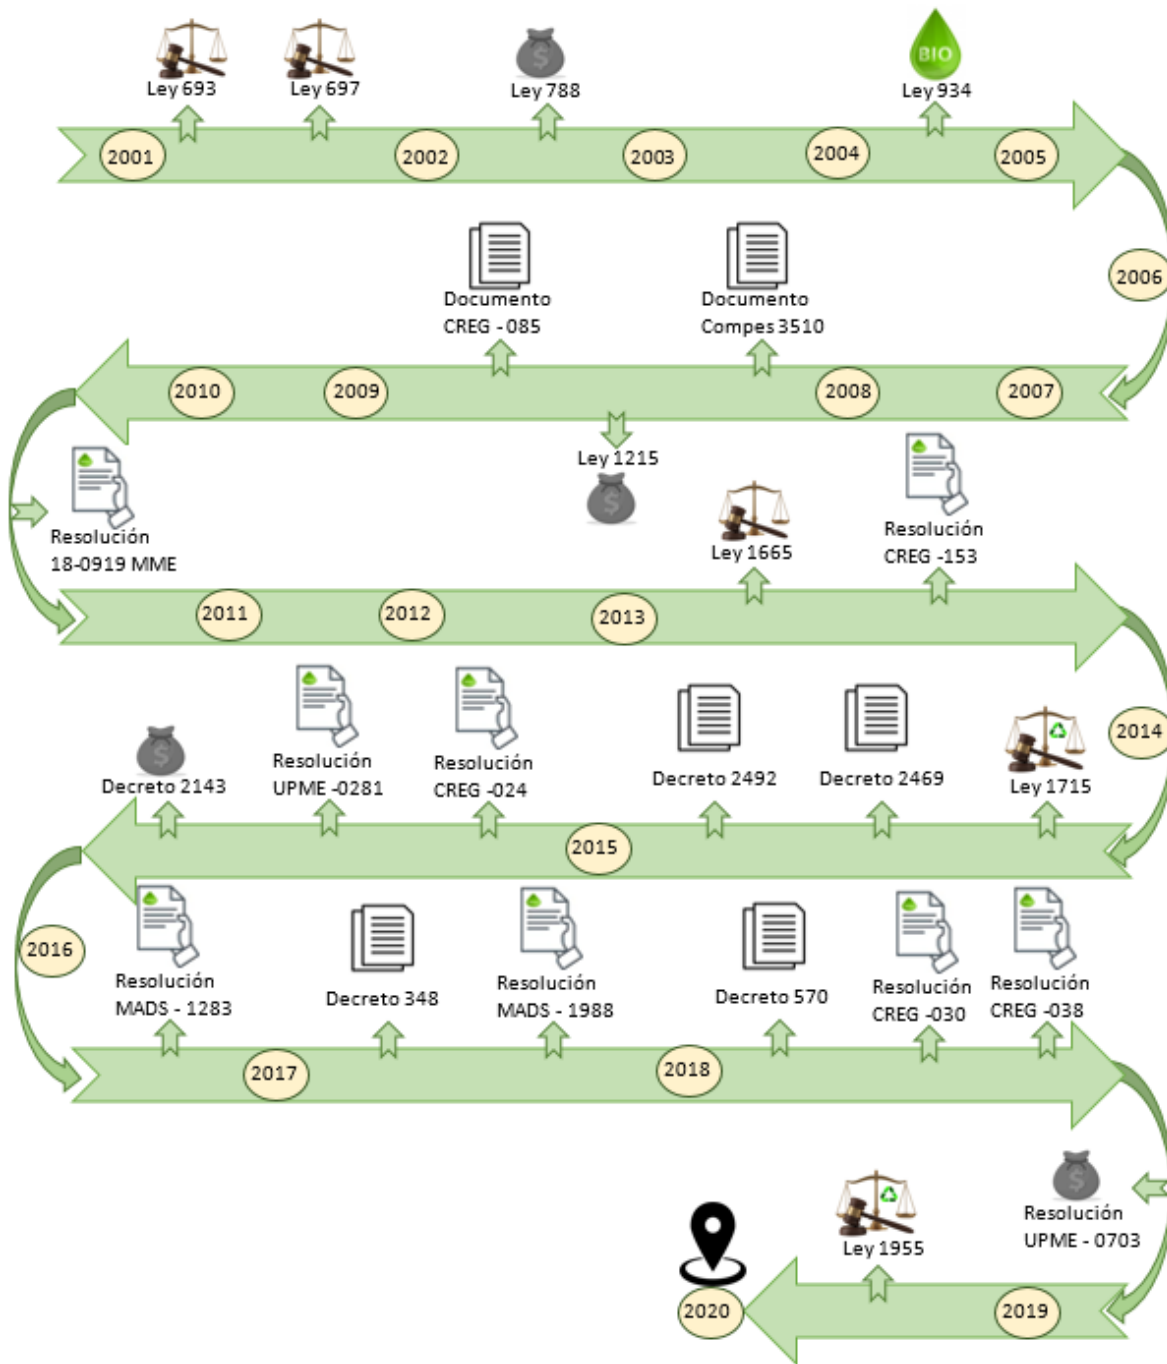 Ley 693
Ley 697
Ley 788
BIO
Ley 934
2001
2002
2003
2004
2005
2006
Documento
CREG - 085
Documento
Compes 3510
2010
2009
2008
2007
Ley 1215
Resolución
18-0919 MME
Ley 1665
Resolución
CREG -153
2011
2012
2013
2014
Decreto 2143
Resolución
UPME -0281
Resolución
CREG -024
Decreto 2492
Decreto 2469
Ley 1715
2015
2016
Resolución
MADS - 1283
Decreto 348
Resolución
MADS - 1988
Decreto 570
Resolución
CREG -030
Resolución
CREG -038
2017
2018
Resolución
UPME - 0703
Ley 1955
2020
2019